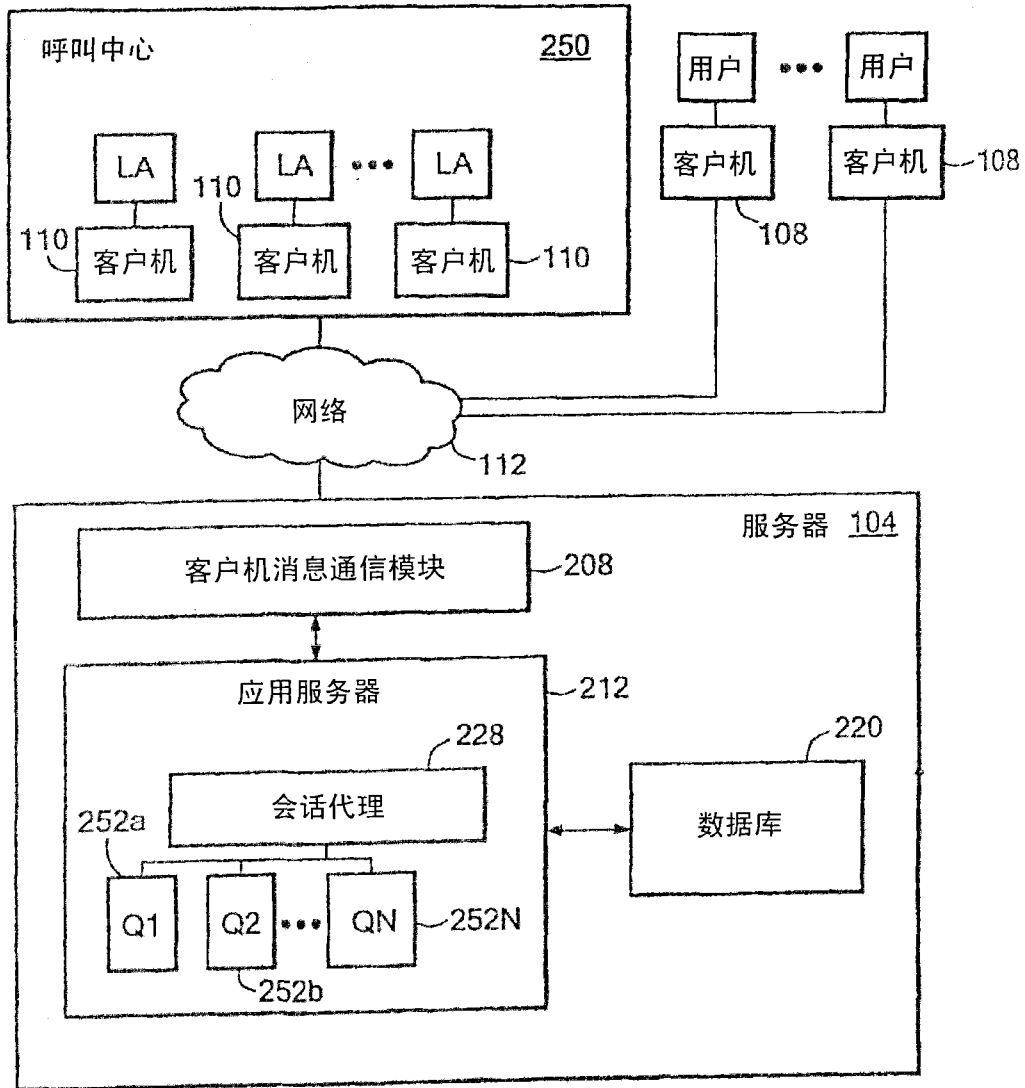 呼叫中心 250
LA LA ••• LA
110
110 客户机 客户机 客户机 110
用户 ••• 用户
客户机 客户机 108
108
网络
112
服务器 104
客户机消息通信模块 208
应用服务器 212
228
会话代理
252a
Q1 Q2 ••• QN 252N
252b
220
数据库